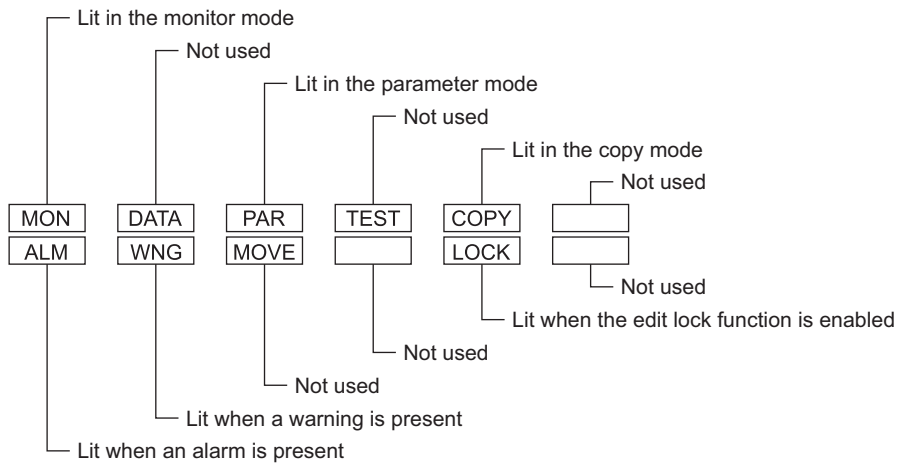 Lit in the monitor mode
Not used
Lit in the parameter mode
Not used
Lit in the copy mode
Not used
MON DATA PAR TEST COPY
ALM WNG MOVE LOCK
Not used
Lit when the edit lock function is enabled
Not used
Not used
Lit when a warning is present
Lit when an alarm is present